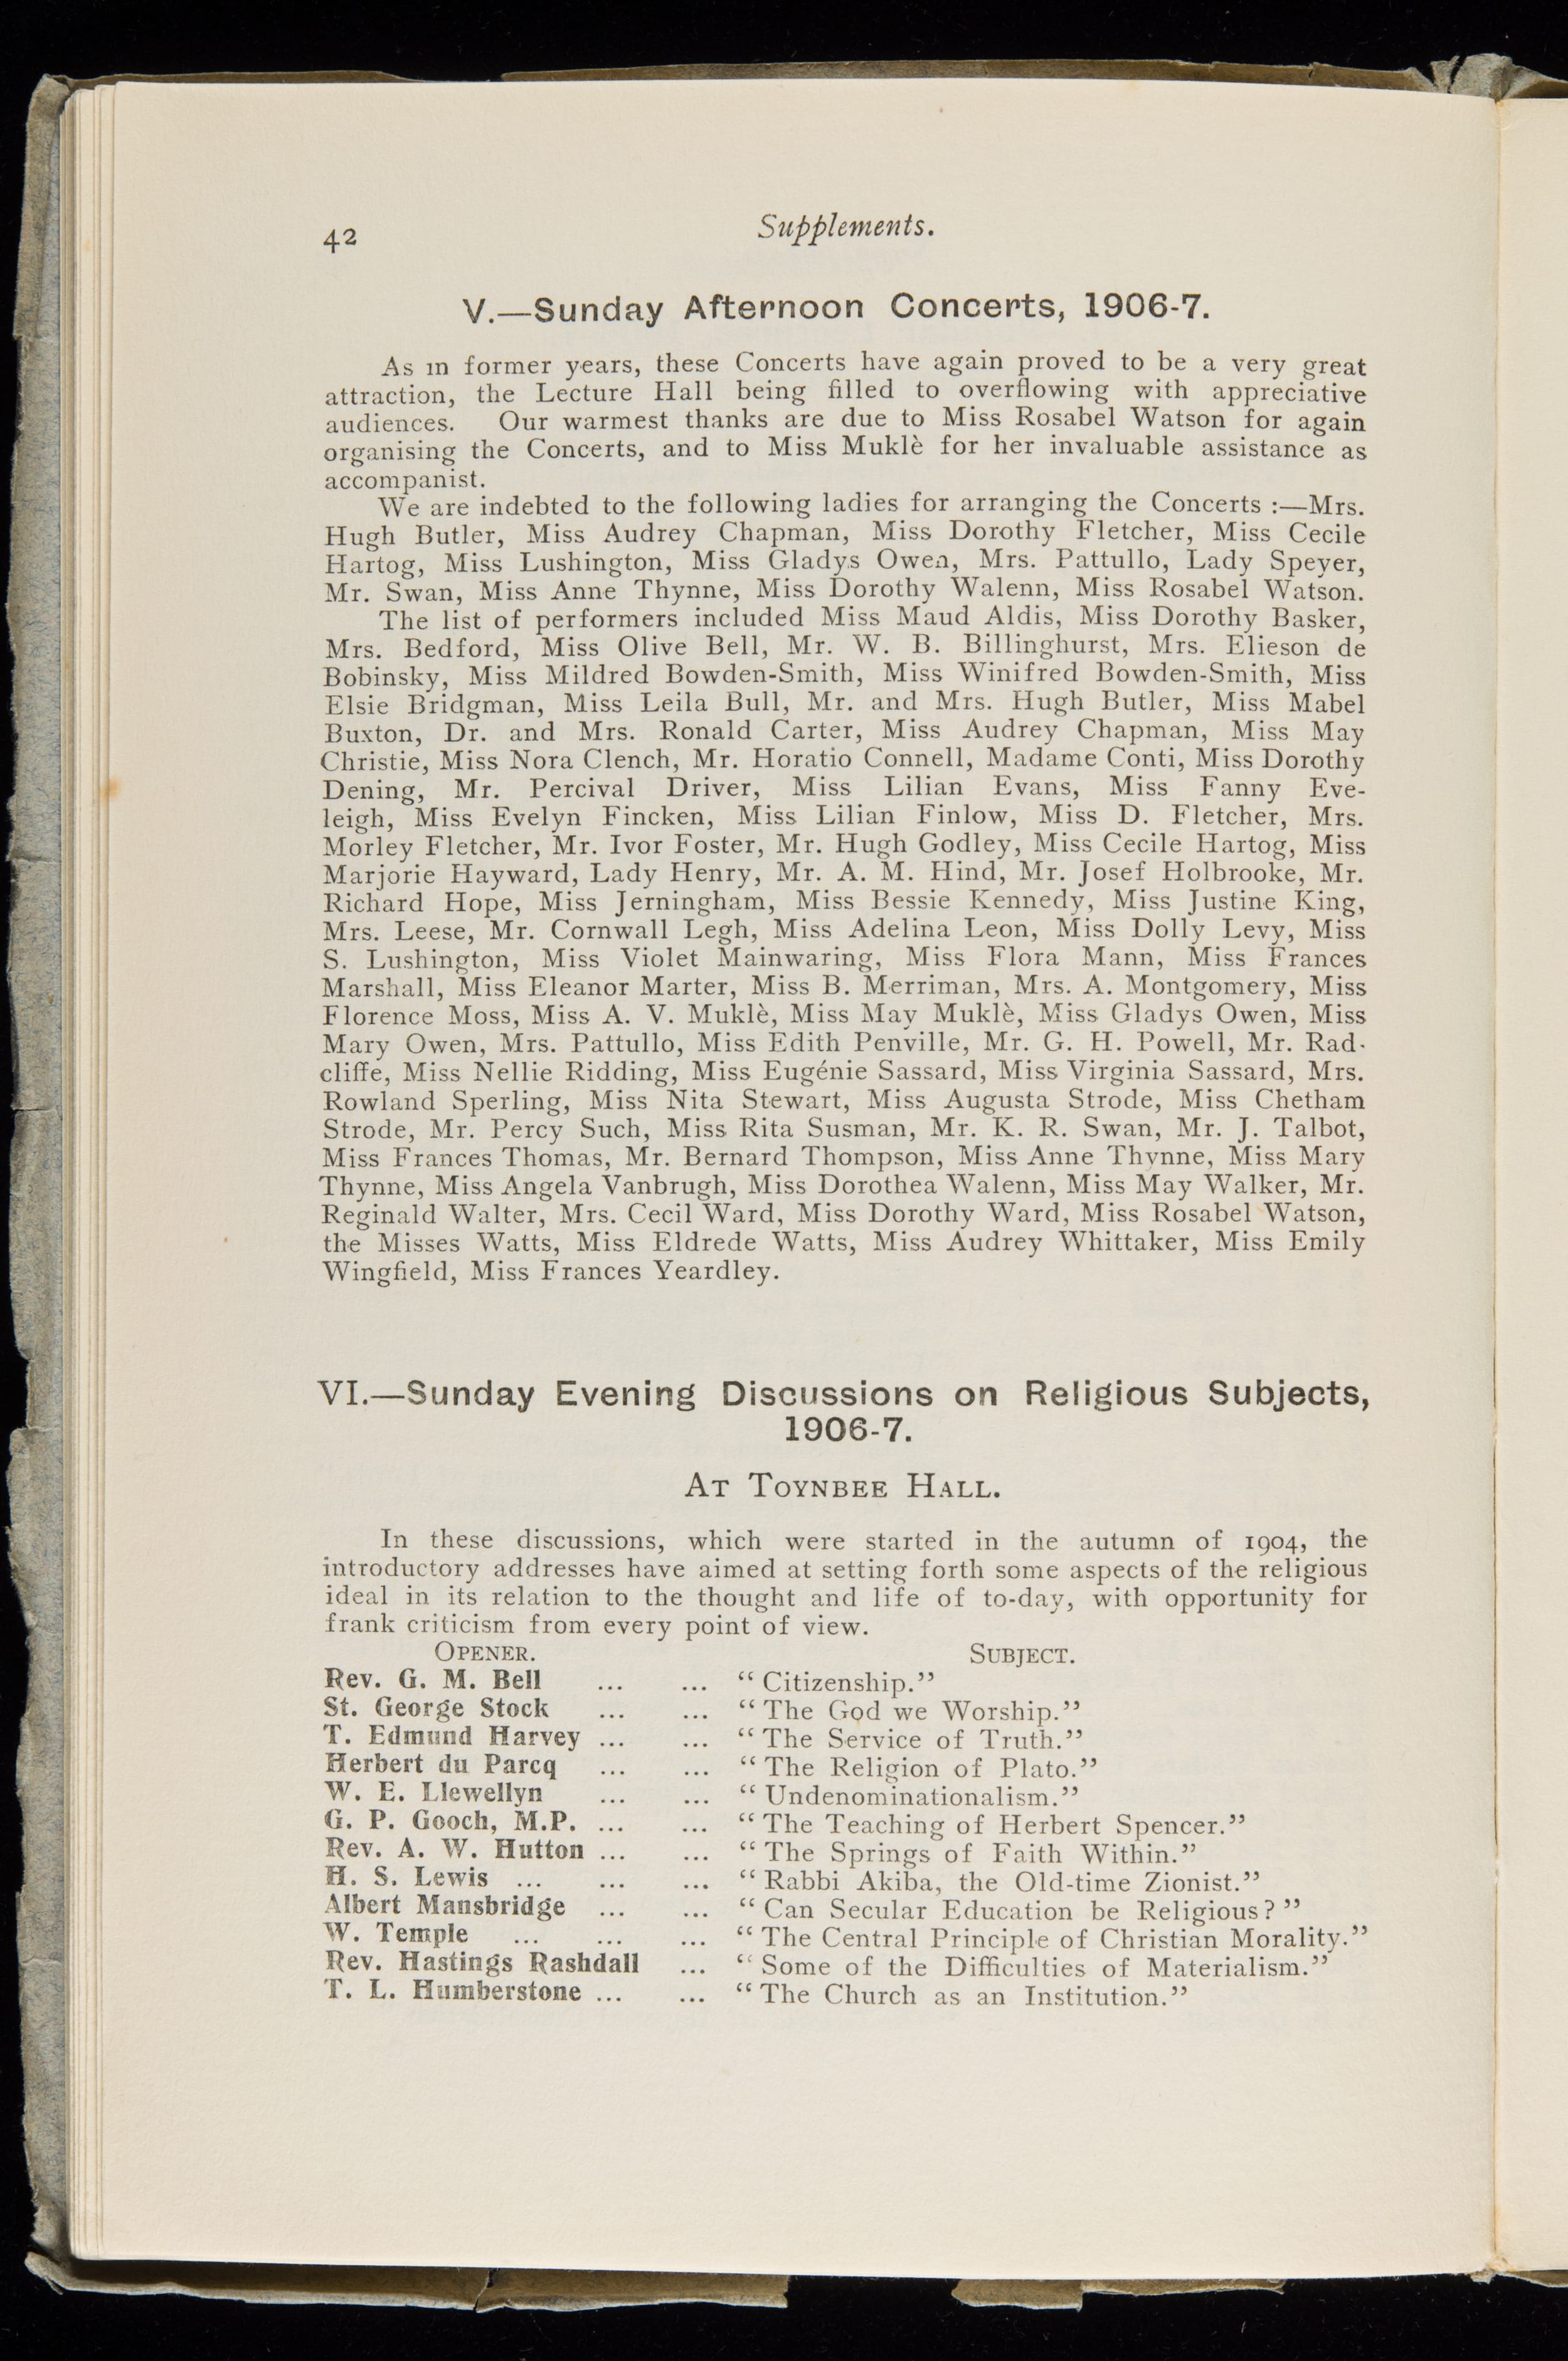 42
Supplements.
V.—Sunday Afternoon Concerts, 1906-7.
As in former years, these Concerts have again proved to be a very great
attraction, the Lecture Hall being filled to overflowing with appreciative
audiences. Our warmest thanks are due to Miss Rosabel Watson for again
organising the Concerts, and to Miss Muklè for her invaluable assistance as
accompanist.
We are indebted to the following ladies for arranging the Concerts :—Mrs.
Hugh Butler, Miss Audrey Chapman, Miss Dorothy Fletcher, Miss Cecile
Hartog, Miss Lushington, Miss Gladys Owen, Mrs. Pattullo, Lady Speyer,
Mr. Swan, Miss Anne Thynne, Miss Dorothy Walenn, Miss Rosabel Watson.
The list of performers included Miss Maud Aldis, Miss Dorothy Basker,
Mrs. Bedford, Miss Olive Bell, Mr. W. B. Billinghurst, Mrs. Elieson de
Bobinsky, Miss Mildred Bowden-Smith, Miss Winifred Bowden-Smith, Miss
Elsie Bridgman, Miss Leila Bull, Mr. and Mrs. Hugh Butler, Miss Mabel
Buxton, Dr. and Mrs. Ronald Carter, Miss Audrey Chapman, Miss May
Christie, Miss Nora Clench, Mr. Horatio Connell, Madame Conti, Miss Dorothy
Dening, Mr. Percival Driver, Miss Lilian Evans, Miss Fanny Eve-
leigh, Miss Evelyn Fincken, Miss Lilian Finlow, Miss D. Fletcher, Mrs.
Morley Fletcher, Mr. Ivor Foster, Mr. Hugh Godley, Miss Cecile Hartog, Miss
Marjorie Hayward, Lady Henry, Mr. A. M. Hind, Mr. Josef Holbrooke, Mr.
Richard Hope, Miss Jerningham, Miss Bessie Kennedy, Miss Justine King,
Mrs. Leese, Mr. Cornwall Legh, Miss Adelina Leon, Miss Dolly Levy, Miss
S. Lushington, Miss Violet Mainwaring, Miss Flora Mann, Miss Frances
Marshall, Miss Eleanor Marter, Miss B. Merriman, Mrs. A. Montgomery, Miss
Florence Moss, Miss A. V. Muklè, Miss May Muklè, Miss Gladys Owen, Miss
Mary Owen, Mrs. Pattullo, Miss Edith Penville, Mr. G. H. Powell, Mr. Rad-
cliffe, Miss Nellie Ridding, Miss Eugénie Sassard, Miss Virginia Sassard, Mrs.
Rowland Sperling, Miss Nita Stewart, Miss Augusta Strode, Miss Chetham
Strode, Mr. Percy Such, Miss Rita Susman, Mr. K. R. Swan, Mr. J. Talbot,
Miss Frances Thomas, Mr. Bernard Thompson, Miss Anne Thynne, Miss Mary
Thynne, Miss Angela Vanbrugh, Miss Dorothea Walenn, Miss May Walker, Mr.
Reginald Walter, Mrs. Cecil Ward, Miss Dorothy Ward, Miss Rosabel Watson,
the Misses Watts, Miss Eldrede Watts, Miss Audrey Whittaker, Miss Emily
Wingfield, Miss Frances Yeardley.
VI.—Sunday Evening Discussions on Religious Subjects,
1906-7.
At Toynbee Hall.
In these discussions, which were started in the autumn of 1904, the
introductory addresses have aimed at setting forth some aspects of the religious
ideal in its relation to the thought and life of to-day, with opportunity for
frank criticism from every point of view.
Opener. Subject.
Rev. G. M. Bell ... ... “ Citizenship.”
St. George Stock ... ... “ The God we Worship.”
T. Edmund Harvey ... ... “ The Service of Truth.”
Herbert du Parcq ... ... “ The Religion of Plato.”
W. E. Llewellyn ... ... “ Undenominationalism.”
G. P. Gooch, M.P. ... ... “ The Teaching of Herbert Spencer.”
Rev. A. W. Hutton ... ... “ The Springs of Faith Within.”
H. S. Lewis ... ... ... “ Rabbi Akiba, the Old-time Zionist.”
Albert Mansbridge ... ... “ Can Secular Education be Religious? ”
W. Temple ... ... ... “ The Central Principle of Christian Morality.”
Rev. Hastings Rashdall ... “ Some of the Difficulties of Materialism.”
T. L. Humberstone ... ... “ The Church as an Institution.”